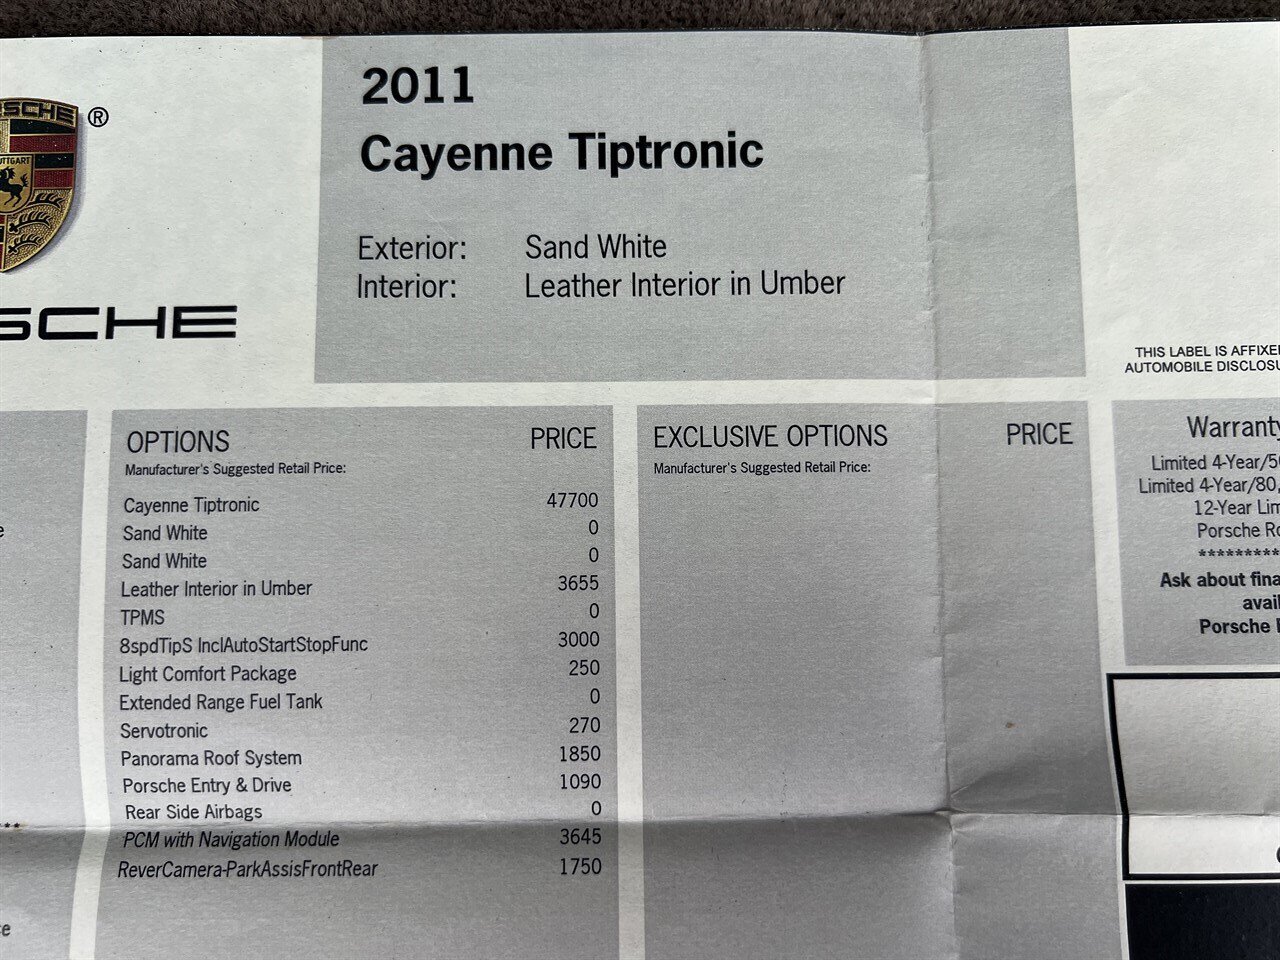 PORSCHE
STUTTGART
®
SCHE
2011
Cayenne Tiptronic
Exterior: Sand White
Interior: Leather Interior in Umber
THIS LABEL IS AFFIXE
AUTOMOBILE DISCLOSU
OPTIONS PRICE
Manufacturer's Suggested Retail Price:
Cayenne Tiptronic 47700
Sand White 0
Sand White 0
Leather Interior in Umber 3655
TPMS 0
8spdTipS InclAutoStartStopFunc 3000
Light Comfort Package 250
Extended Range Fuel Tank 0
Servotronic 270
Panorama Roof System 1850
Porsche Entry & Drive 1090
Rear Side Airbags 0
PCM with Navigation Module 3645
ReverCamera-ParkAssisFrontRear 1750
EXCLUSIVE OPTIONS PRICE
Manufacturer's Suggested Retail Price:
Warranty
Limited 4-Year/50
Limited 4-Year/80,
12-Year Lim
Porsche Ro
**********
Ask about fina
avail
Porsche